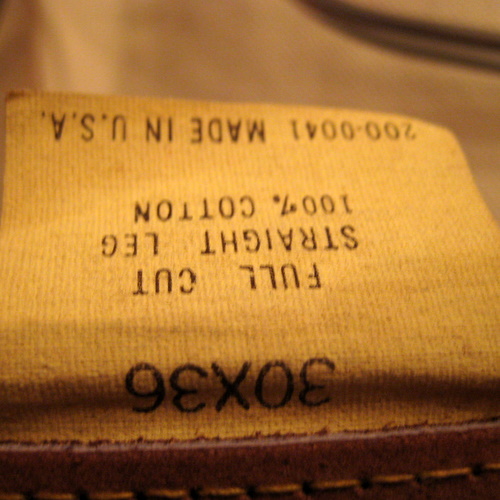 30X36
FULL CUT
STRAIGHT LEG
100% COTTON
200-0041 MADE IN U.S.A.